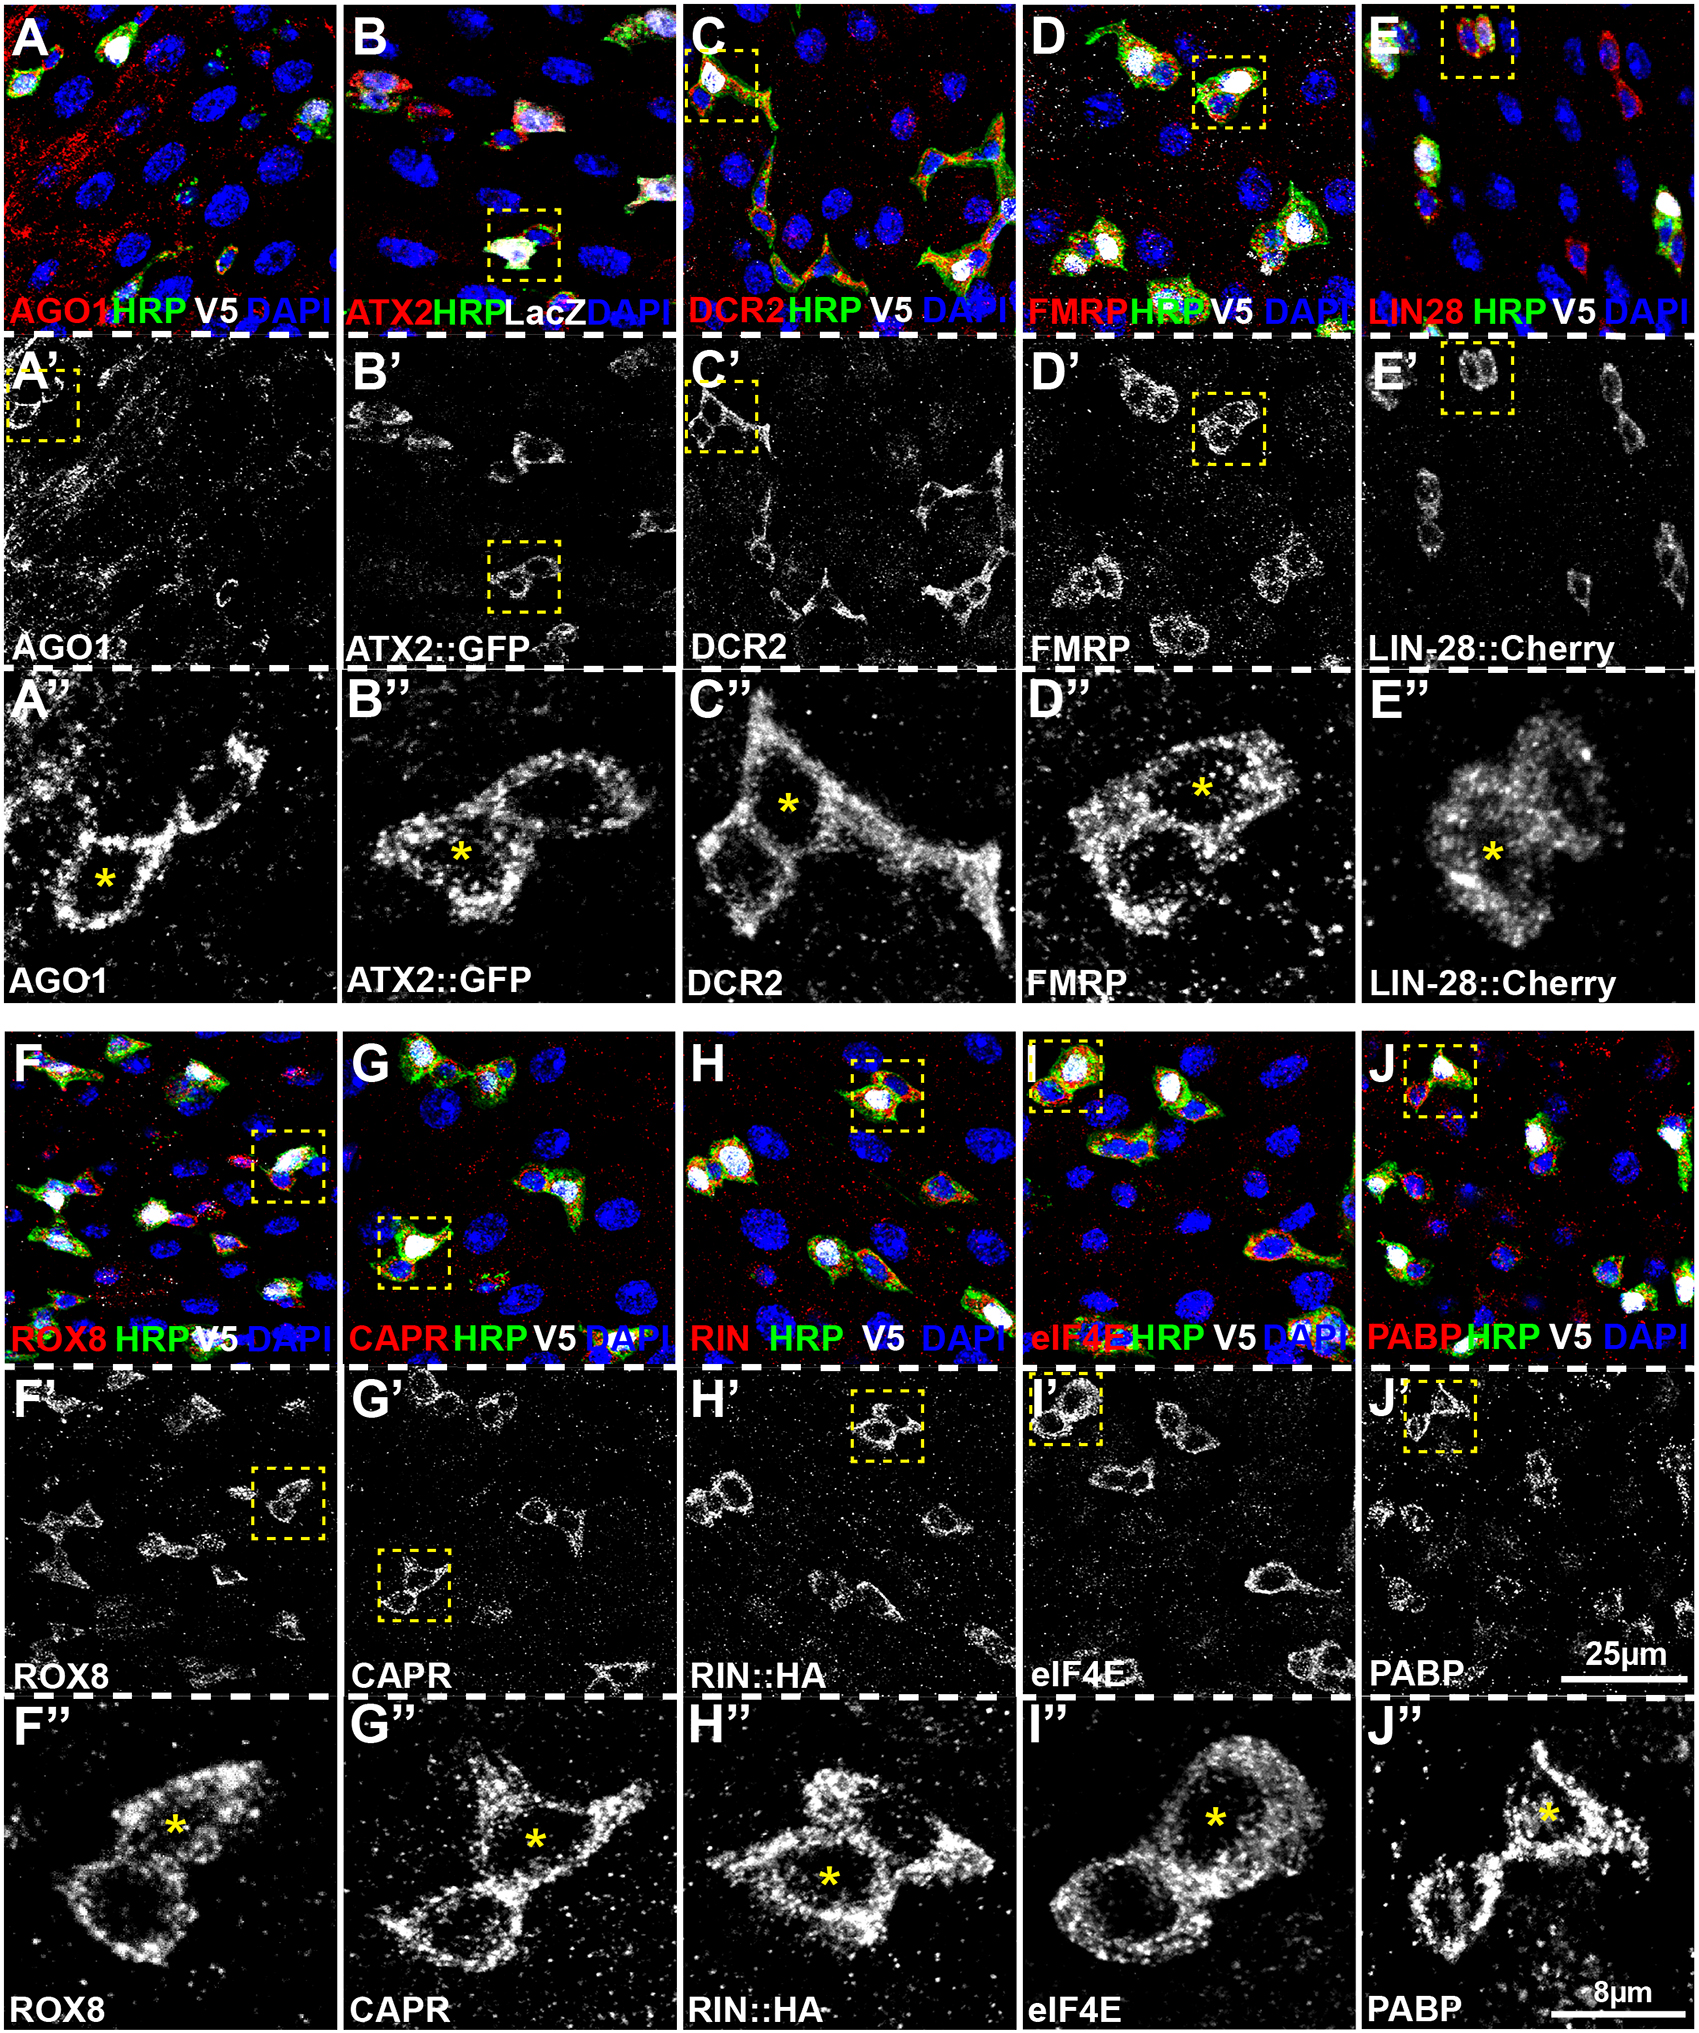 A B C D E
AGO1 HRP V5 DAPI ATX2 HRP LacZ DAPI DCR2 HRP V5 DAPI FMRP HRP V5 DAPI LIN28 HRP V5 DAPI
A’ B’ C’ D’ E’
AGO1 ATX2::GFP DCR2 FMRP LIN-28::Cherry
A’’ B’’ C’’ D’’ E’’
* * * * *
AGO1 ATX2::GFP DCR2 FMRP LIN-28::Cherry
F G H I J
ROX8 HRP V5 DAPI CAPR HRP V5 DAPI RIN HRP V5 DAPI eIF4E HRP V5 DAPI PABP HRP V5 DAPI
F’ G’ H’ I’ J’
25µm
ROX8 CAPR RIN::HA eIF4E PABP
F’’ G’’ H’’ I’’ J’’
* * * * *
8µm
ROX8 CAPR RIN::HA eIF4E PABP